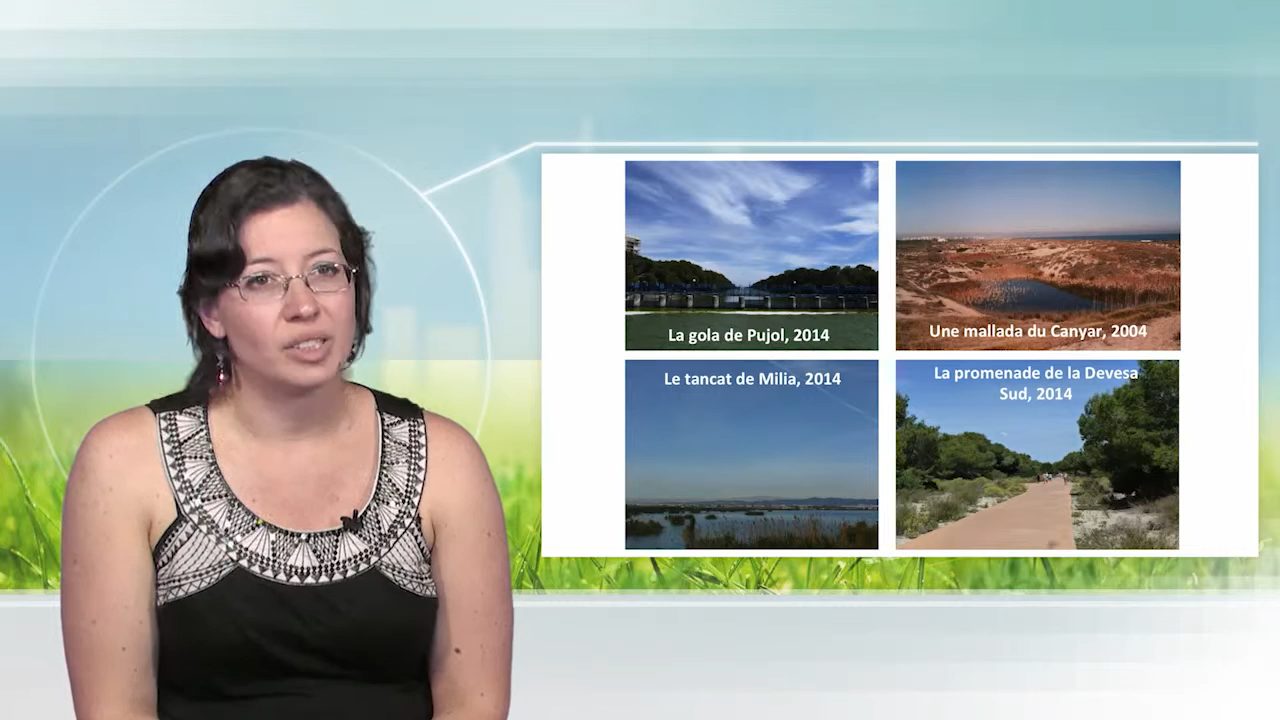 La gola de Pujol, 2014
Une mallada du Canyar, 2004
Le tancat de Milia, 2014
La promenade de la Devesa
Sud, 2014